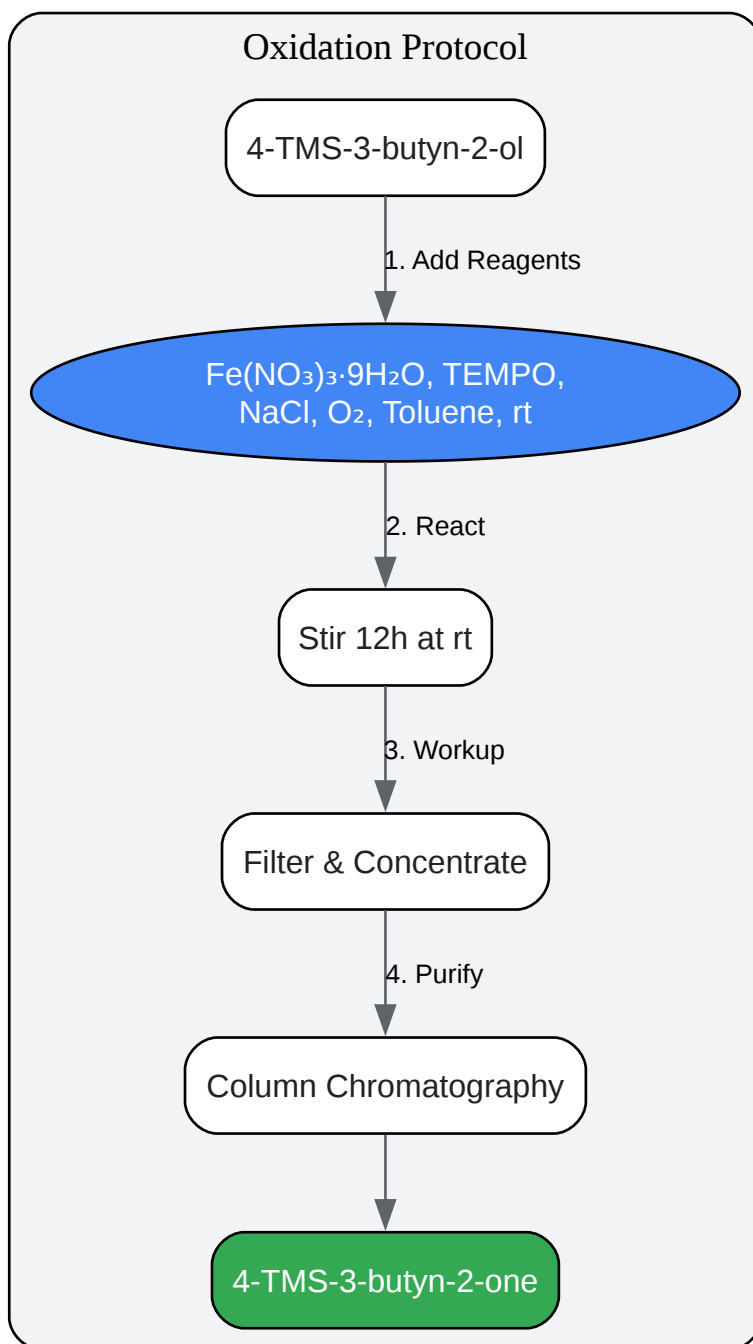 Oxidation Protocol
4-TMS-3-butyn-2-ol
1. Add Reagents
Fe(NO₃)₃·9H₂O, TEMPO,
NaCl, O₂, Toluene, rt
2. React
Stir 12h at rt
3. Workup
Filter & Concentrate
4. Purify
Column Chromatography
4-TMS-3-butyn-2-one